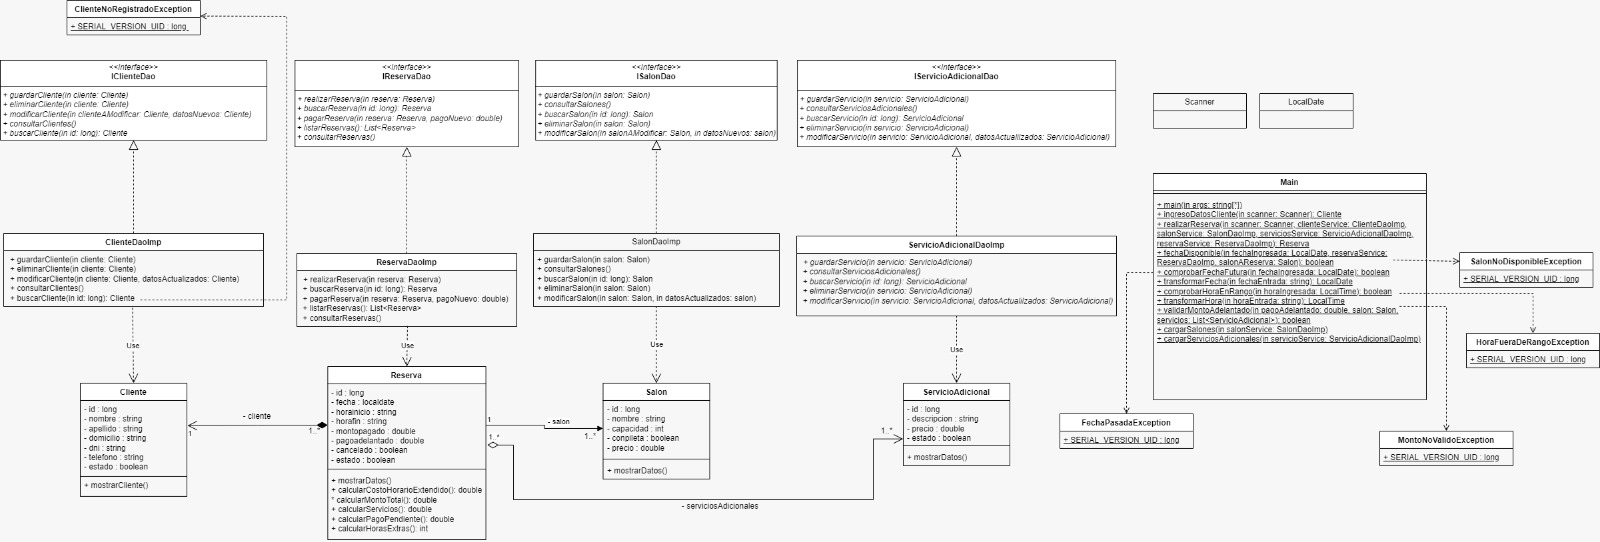 ClienteNoRegistradoException
+ SERIAL_VERSION_UID : long
<<interface>>
IClienteDao
+ guardarCliente(in cliente: Cliente)
+ eliminarCliente(in cliente: Cliente)
+ modificarCliente(in clienteAModificar: Cliente, datosNuevos: Cliente)
+ consultarClientes()
+ buscarCliente(in id: long): Cliente
<<interface>>
IReservaDao
+ realizarReserva(in reserva: Reserva)
+ buscarReserva(in id: long): Reserva
+ pagarReserva(in reserva: Reserva, pagoNuevo: double)
+ listarReservas(): List<Reserva>
+ consultarReservas()
<<interface>>
ISalonDao
+ guardarSalon(in salon: Salon)
+ consultarSalones()
+ buscarSalon(in id: long): Salon
+ eliminarSalon(in salon: Salon)
+ modificarSalon(in salonAModificar: Salon, in datosNuevos: salon)
<<interface>>
IServicioAdicionalDao
+ guardarServicio(in servicio: ServicioAdicional)
+ consultarServiciosAdicionales()
+ buscarServicio(in id: long): ServicioAdicional
+ eliminarServicio(in servicio: ServicioAdicional)
+ modificarServicio(in servicio: ServicioAdicional, datosActuallizados: ServicioAdicional)
Scanner
LocalDate
ClienteDaoImp
+ guardarCliente(in cliente: Cliente)
+ eliminarCliente(in cliente: Cliente)
+ modificarCliente(in cliente: Cliente, datosActualizados: Cliente)
+ consultarClientes()
+ buscarCliente(in id: long): Cliente
ReservaDaoImp
+ realizarReserva(in reserva: Reserva)
+ buscarReserva(in id: long): Reserva
+ pagarReserva(in reserva: Reserva, pagoNuevo: double)
+ listarReservas(): List<Reserva>
+ consultarReservas()
SalonDaoImp
+ guardarSalon(in salon: Salon)
+ consultarSalones()
+ buscarSalon(in id: long): Salon
+ eliminarSalon(in salon: Salon)
+ modificarSalon(in salon: Salon, in datosActualizados: salon)
ServicioAdicionalDaoImp
+ guardarServicio(in servicio: ServicioAdicional)
+ consultarServiciosAdicionales()
+ buscarServicio(in id: long): ServicioAdicional
+ eliminarServicio(in servicio: ServicioAdicional)
+ modificarServicio(in servicio: ServicioAdicional, datosActualizados: ServicioAdicional)
Main
+ main(in args: string[*])
+ ingresoDatosCliente(in scanner: Scanner): Cliente
+ realizarReserva(in scanner: Scanner, clienteService: ClienteDaoImp,
salonService: SalonDaoImp, serviciosService: ServicioAdicionalDaoImp,
reservaService: ReservaDaoImp): Reserva
+ fechaDisponible(in fechaIngresada: LocalDate, reservaService:
ReservaDaoImp, salonAReserva: Salon): boolean
+ comprobarFechaFutura(in fechaIngresada: LocalDate): boolean
+ transformarFecha(in fechaEntrada: string): LocalDate
+ comprobarHoraEnRango(in horaIngresada: LocalTime): boolean
+ transformarHora(in horaEntrada: string): LocalTime
+ validarMontoAdelantado(in pagoAdelantado: double, salon: Salon,
servicios: List<ServicioAdicional>): boolean
+ cargarSalones(in salonService: SalonDaoImp)
+ cargarServiciosAdicionales(in servicioService: ServicioAdicionalDaoImp)
SalonNoDisponibleException
+ SERIAL_VERSION_UID : long
HoraFueraDeRangoException
+ SERIAL_VERSION_UID : long
FechaPasadaException
+ SERIAL_VERSION_UID : long
MontoNoValidoException
+ SERIAL_VERSION_UID : long
Use
Use
Use
Use
Cliente
- id : long
- nombre : string
- apellido : string
- domicilio : string
- dni : string
- telefono : string
- estado : boolean
+ mostrarCliente()
- cliente
1
1..*
Reserva
- id : long
- fecha : localdate
- horainicio : string
- horafin : string
- montopagado : double
- pagoadelantado : double
- cancelado : boolean
- estado : boolean
+ mostrarDatos()
+ calcularCostoHorarioExtendido(): double
* calcularMontoTotal(): double
+ calcularServicios(): double
+ calcularPagoPendiente(): double
+ calcularHorasExtras(): int
1
- salon
1..*
1..*
Salon
- id : long
- nombre : string
- capacidad : int
- conpileta : boolean
- precio : double
+ mostrarDatos()
- serviciosAdicionales
1..*
ServicioAdicional
- id : long
- descripcion : string
- precio : double
- estado : boolean
+ mostrarDatos()